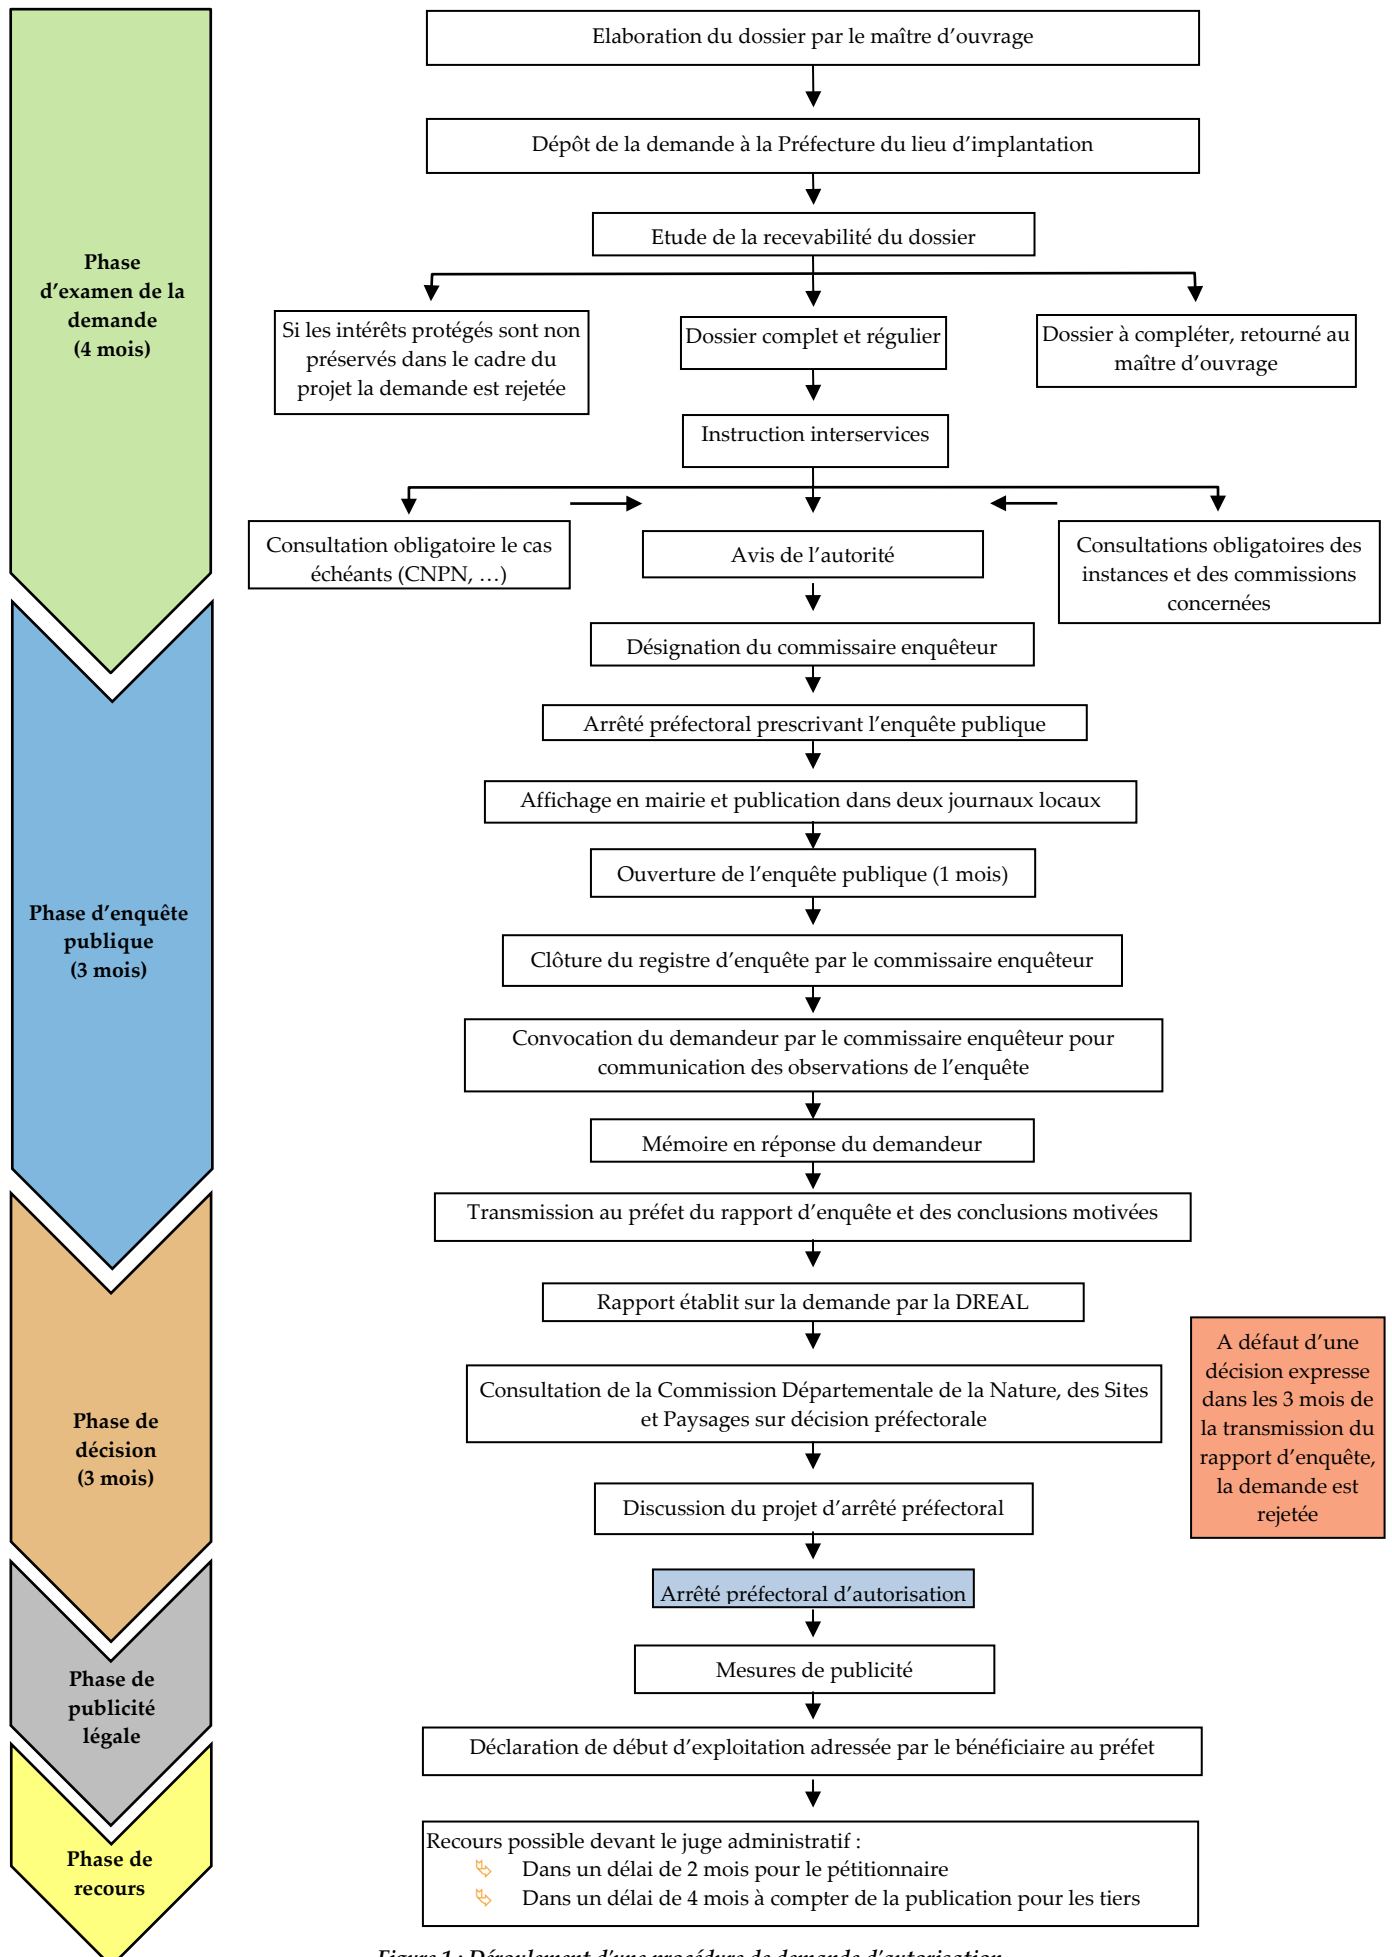 Elaboration du dossier par le maître d'ouvrage
Dépôt de la demande à la Préfecture du lieu d'implantation
Etude de la recevabilité du dossier
Phase
d'examen de la
demande
(4 mois)
Si les intérêts protégés sont non
préservés dans le cadre du
projet la demande est rejetée
Dossier complet et régulier
Dossier à compléter, retourné au
maître d'ouvrage
Instruction interservices
Consultation obligatoire le cas
échéants (CNPN, …)
Avis de l'autorité
Consultations obligatoires des
instances et des commissions
concernées
Désignation du commissaire enquêteur
Arrêté préfectoral prescrivant l'enquête publique
Affichage en mairie et publication dans deux journaux locaux
Ouverture de l'enquête publique (1 mois)
Phase d'enquête
publique
(3 mois)
Clôture du registre d'enquête par le commissaire enquêteur
Convocation du demandeur par le commissaire enquêteur pour
communication des observations de l'enquête
Mémoire en réponse du demandeur
Transmission au préfet du rapport d'enquête et des conclusions motivées
Rapport établit sur la demande par la DREAL
A défaut d'une
décision expresse
dans les 3 mois de
la transmission du
rapport d'enquête,
la demande est
rejetée
Consultation de la Commission Départementale de la Nature, des Sites
et Paysages sur décision préfectorale
Phase de
décision
(3 mois)
Discussion du projet d'arrêté préfectoral
Arrêté préfectoral d'autorisation
Mesures de publicité
Phase de
publicité
légale
Déclaration de début d'exploitation adressée par le bénéficiaire au préfet
Recours possible devant le juge administratif :
Dans un délai de 2 mois pour le pétitionnaire
Dans un délai de 4 mois à compter de la publication pour les tiers
Phase de
recours
Figure 1 : Déroulement d'une procédure de demande d'autorisation